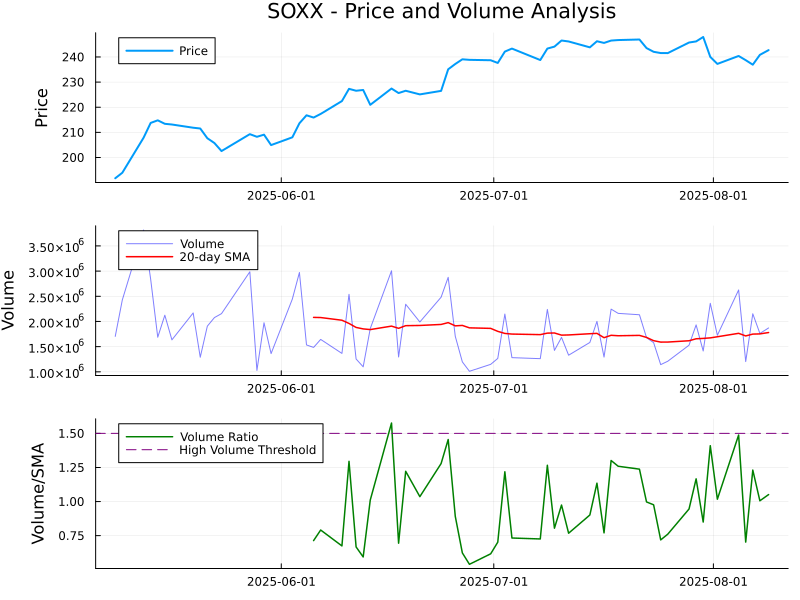 SOXX - Price and Volume Analysis
Price
Price
240
230
220
210
200
2025-06-01 2025-07-01 2025-08-01
Volume
Volume
20-day SMA
3.50×10⁶
3.00×10⁶
2.50×10⁶
2.00×10⁶
1.50×10⁶
1.00×10⁶
2025-06-01 2025-07-01 2025-08-01
Volume/SMA
Volume Ratio
High Volume Threshold
1.50
1.25
1.00
0.75
2025-06-01 2025-07-01 2025-08-01